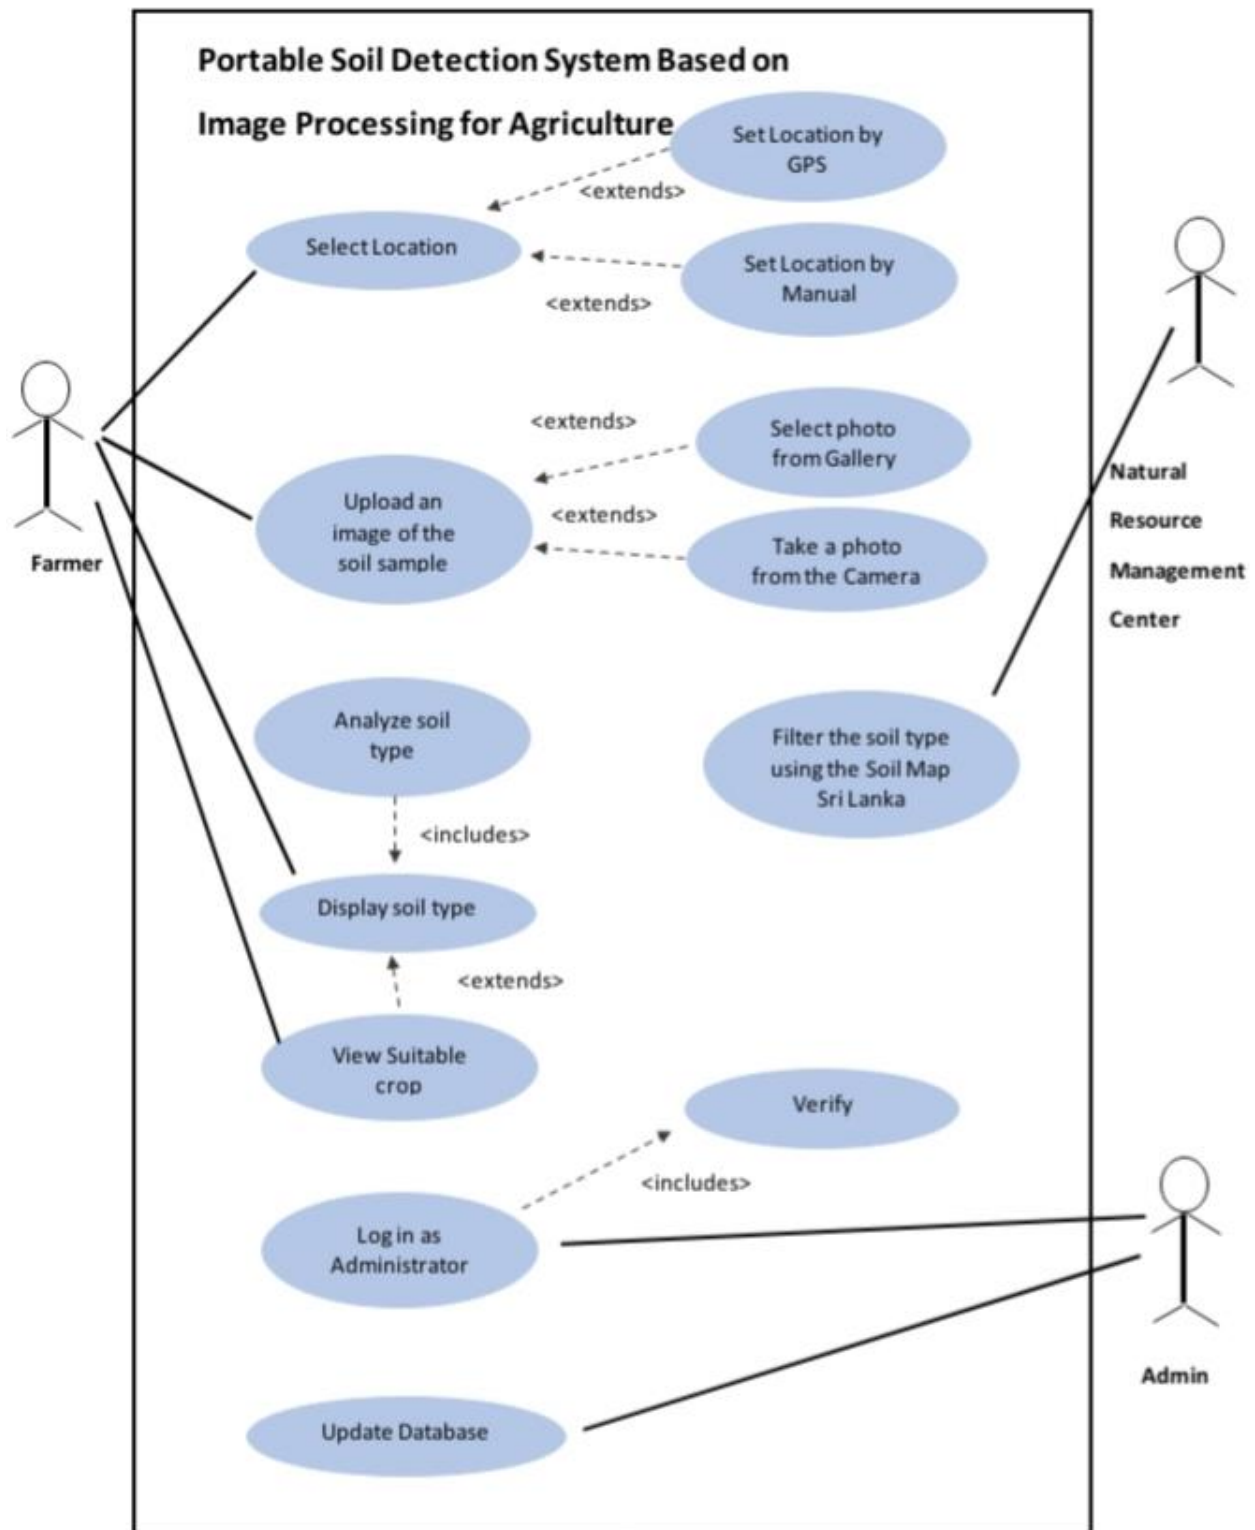 Portable Soil Detection System Based on
Image Processing for Agriculture
Set Location by
GPS
<extends>
Select Location
Set Location by
Manual
<extends>
<extends>
Select photo
from Gallery
Upload an
image of the
soil sample
<extends>
Take a photo
from the Camera
Farmer
Natural
Resource
Management
Center
Analyze soil
type
Filter the soil type
using the Soil Map
Sri Lanka
<includes>
Display soil type
<extends>
View Suitable
crop
Verify
<includes>
Log in as
Administrator
Admin
Update Database